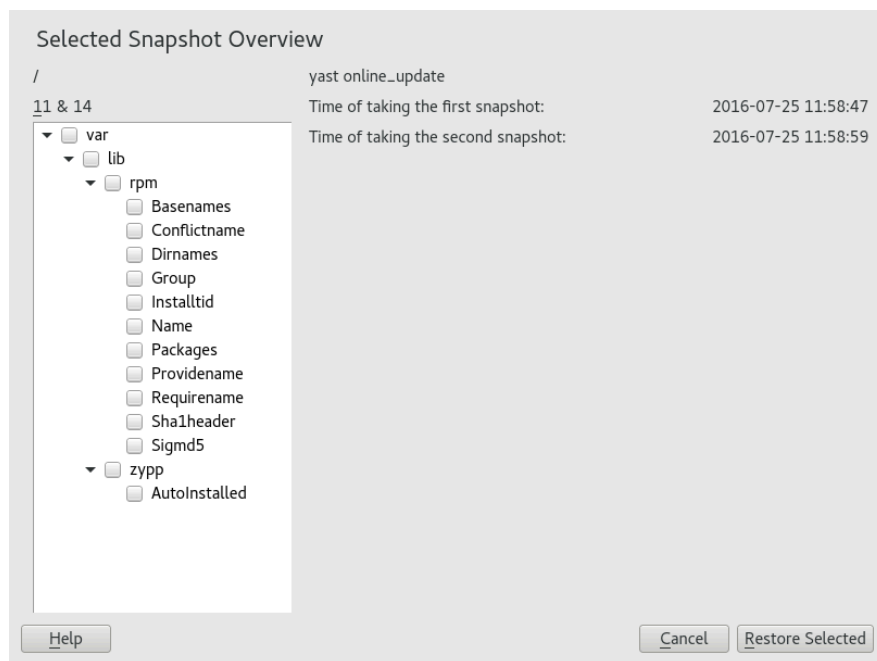 Selected Snapshot Overview
/ yast online_update
11 & 14 Time of taking the first snapshot: 2016-07-25 11:58:47
var Time of taking the second snapshot: 2016-07-25 11:58:59
lib
rpm
Basenames
Conflictname
Dirnames
Group
Installtid
Name
Packages
Providename
Requirename
Sha1header
Sigmd5
zypp
AutoInstalled
Help Cancel Restore Selected